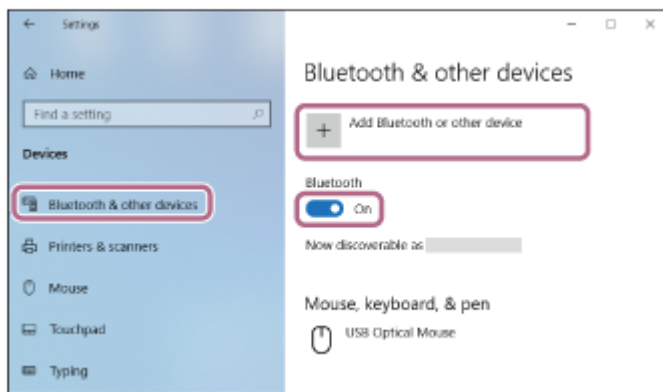 Settings
Home
Find a setting
Devices
Bluetooth & other devices
Printers & scanners
Mouse
Touchpad
Typing
Bluetooth & other devices
Add Bluetooth or other device
Bluetooth
On
Now discoverable as
Mouse, keyboard, & pen
USB Optical Mouse